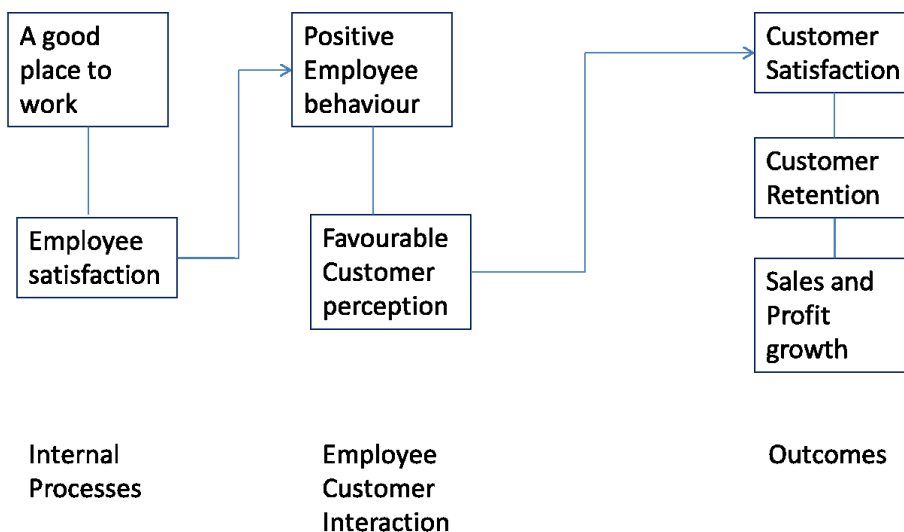 A good
place to
work
Employee
satisfaction
Positive
Employee
behaviour
Favourable
Customer
perception
Customer
Satisfaction
Customer
Retention
Sales and
Profit
growth
Internal
Processes
Employee
Customer
Interaction
Outcomes